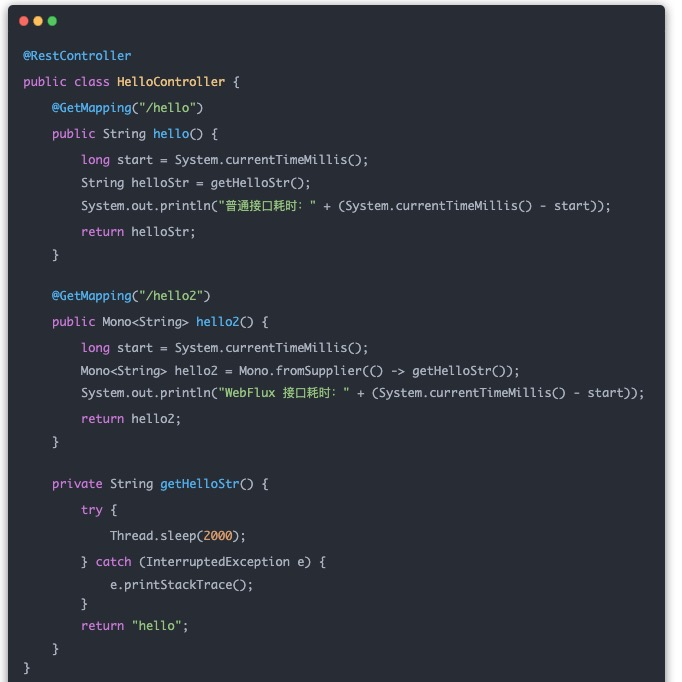 @RestController
public class HelloController {
    @GetMapping("/hello")
    public String hello() {
        long start = System.currentTimeMillis();
        String helloStr = getHelloStr();
        System.out.println("普通接口耗时：" + (System.currentTimeMillis() - start));
        return helloStr;
    }
    @GetMapping("/hello2")
    public Mono<String> hello2() {
        long start = System.currentTimeMillis();
        Mono<String> hello2 = Mono.fromSupplier(() -> getHelloStr());
        System.out.println("WebFlux 接口耗时：" + (System.currentTimeMillis() - start));
        return hello2;
    }
    private String getHelloStr() {
        try {
            Thread.sleep(2000);
        } catch (InterruptedException e) {
            e.printStackTrace();
        }
        return "hello";
    }
}